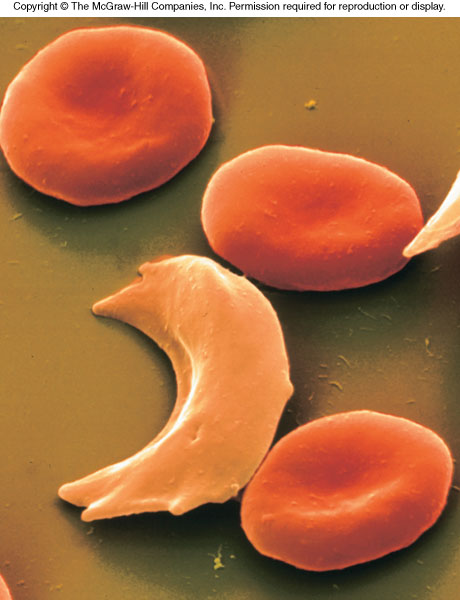 Copyright © The McGraw-Hill Companies, Inc. Permission required for reproduction or display.